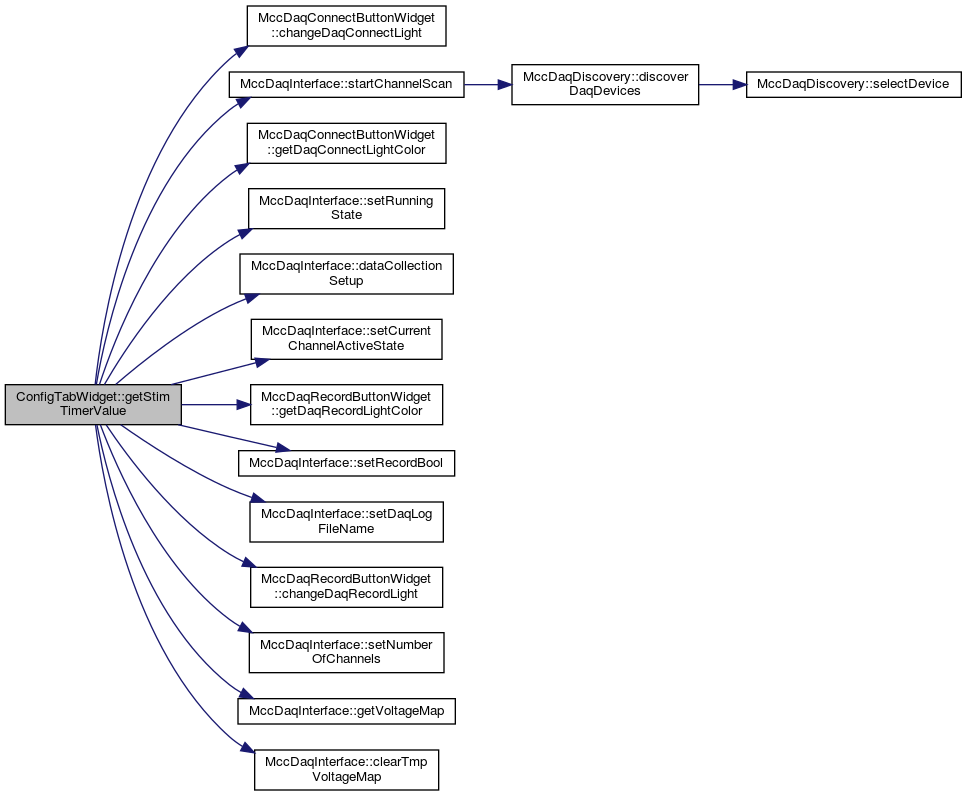 MccDaqConnectButtonWidget
::changeDaqConnectLight
MccDaqInterface::startChannelScan
MccDaqDiscovery::discover
DaqDevices
MccDaqDiscovery::selectDevice
MccDaqConnectButtonWidget
::getDaqConnectLightColor
MccDaqInterface::setRunning
State
MccDaqInterface::dataCollection
Setup
MccDaqInterface::setCurrent
ChannelActiveState
ConfigTabWidget::getStim
TimerValue
MccDaqRecordButtonWidget
::getDaqRecordLightColor
MccDaqInterface::setRecordBool
MccDaqInterface::setDaqLog
FileName
MccDaqRecordButtonWidget
::changeDaqRecordLight
MccDaqInterface::setNumber
OfChannels
MccDaqInterface::getVoltageMap
MccDaqInterface::clearTmp
VoltageMap